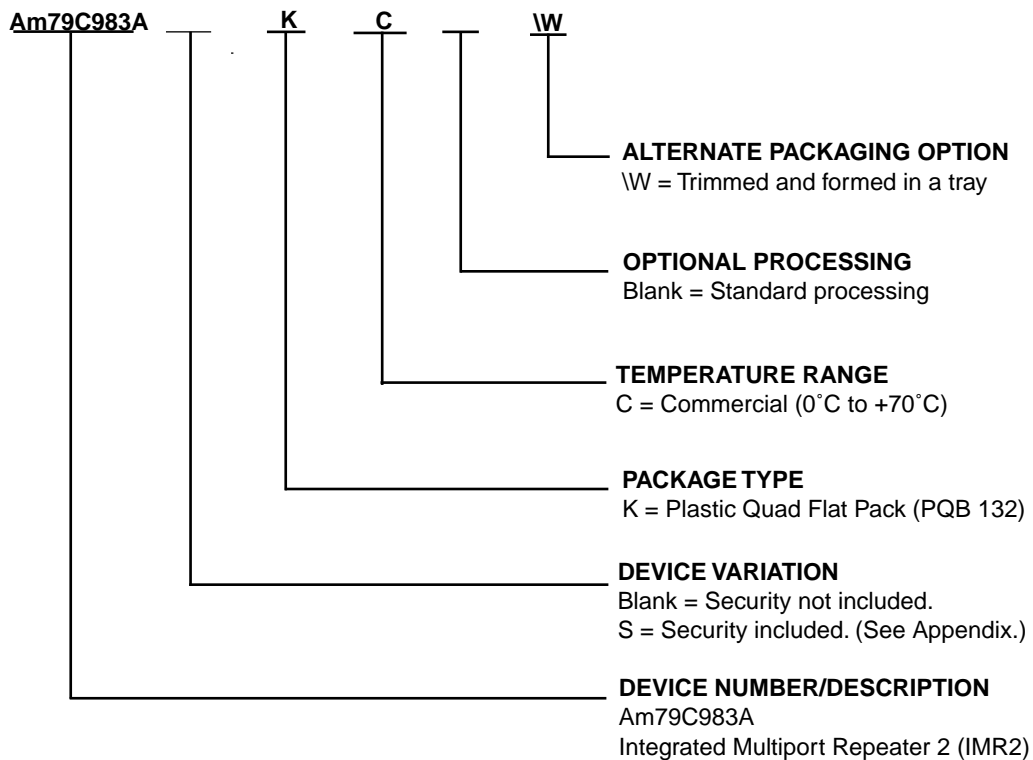 Am79C983A K C \W
ALTERNATE PACKAGING OPTION
\W = Trimmed and formed in a tray
OPTIONAL PROCESSING
Blank = Standard processing
TEMPERATURE RANGE
C = Commercial (0˚C to +70˚C)
PACKAGE TYPE
K = Plastic Quad Flat Pack (PQB 132)
DEVICE VARIATION
Blank = Security not included.
S = Security included. (See Appendix.)
DEVICE NUMBER/DESCRIPTION
Am79C983A
Integrated Multiport Repeater 2 (IMR2)